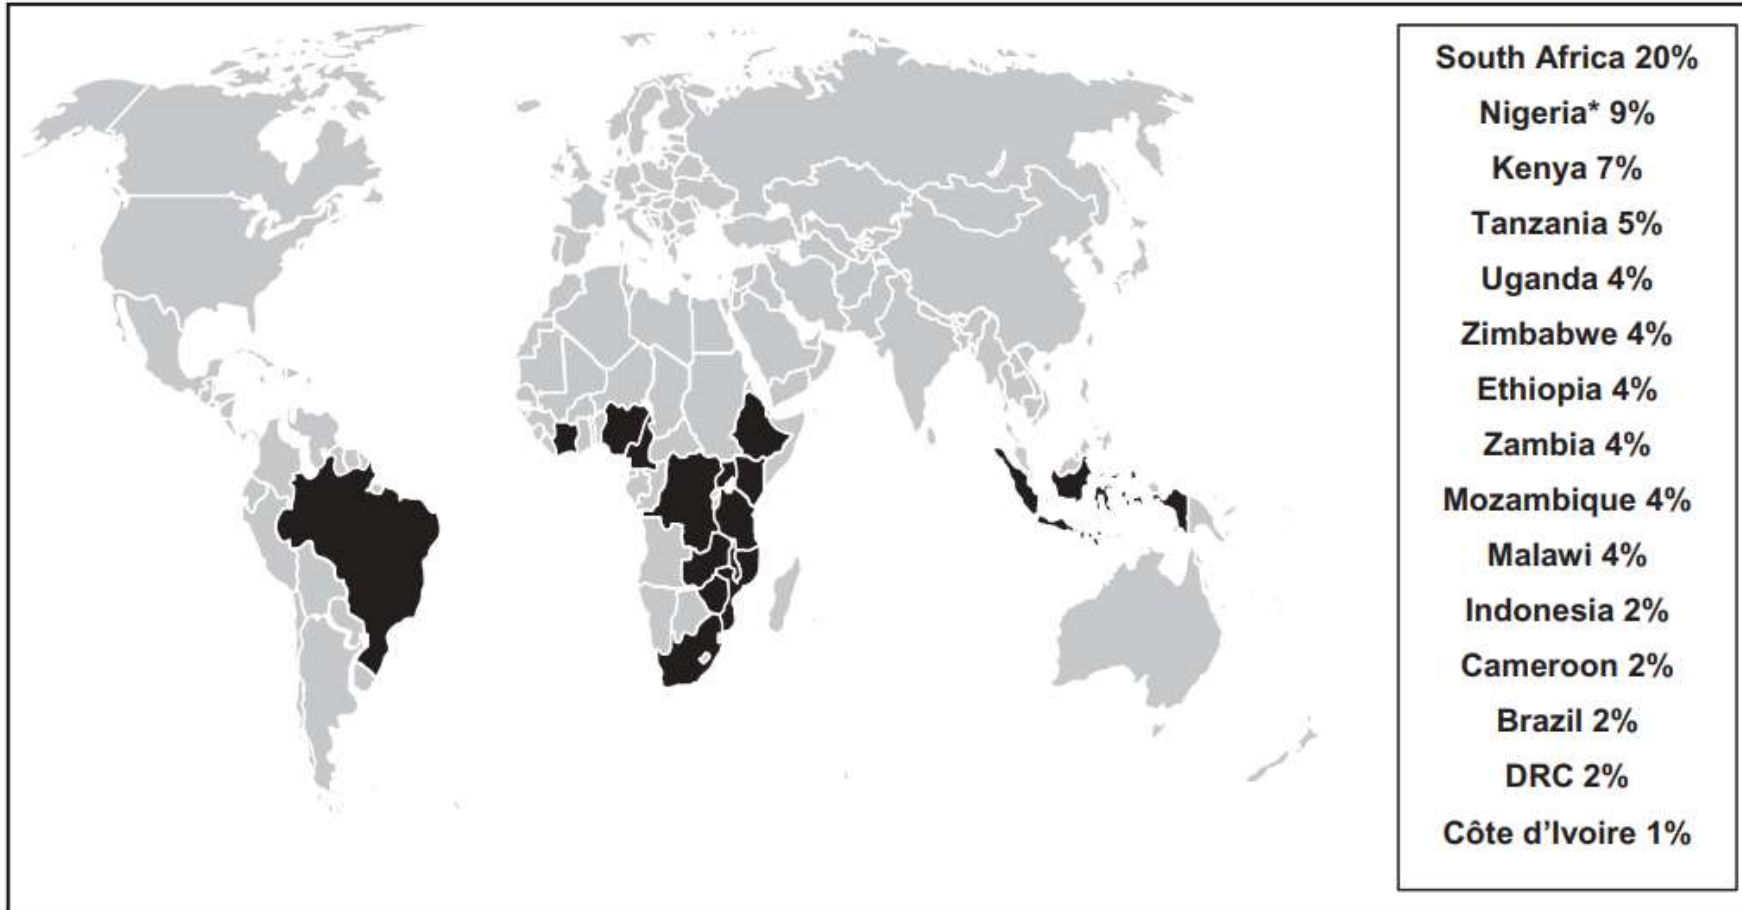 South Africa 20%
Nigeria* 9%
Kenya 7%
Tanzania 5%
Uganda 4%
Zimbabwe 4%
Ethiopia 4%
Zambia 4%
Mozambique 4%
Malawi 4%
Indonesia 2%
Cameroon 2%
Brazil 2%
DRC 2%
Côte d’Ivoire 1%